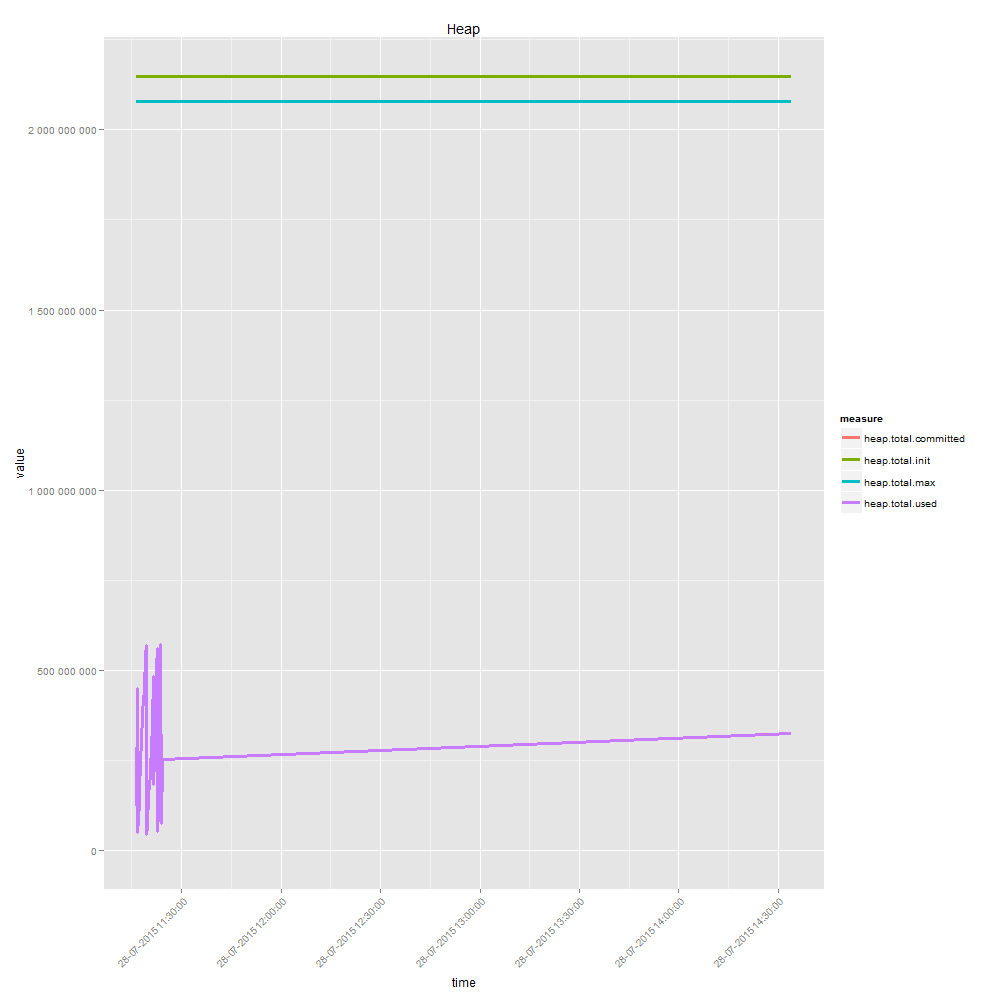 Heap
2 000 000 000
1 500 000 000
1 000 000 000
500 000 000
0
value
28-07-2015 11:30:00
28-07-2015 12:00:00
28-07-2015 12:30:00
28-07-2015 13:00:00
28-07-2015 13:30:00
28-07-2015 14:00:00
28-07-2015 14:30:00
time
measure
heap.total.committed
heap.total.init
heap.total.max
heap.total.used